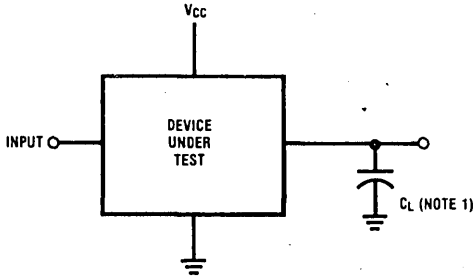 VCC
INPUT
DEVICE
UNDER
TEST
CL (NOTE 1)